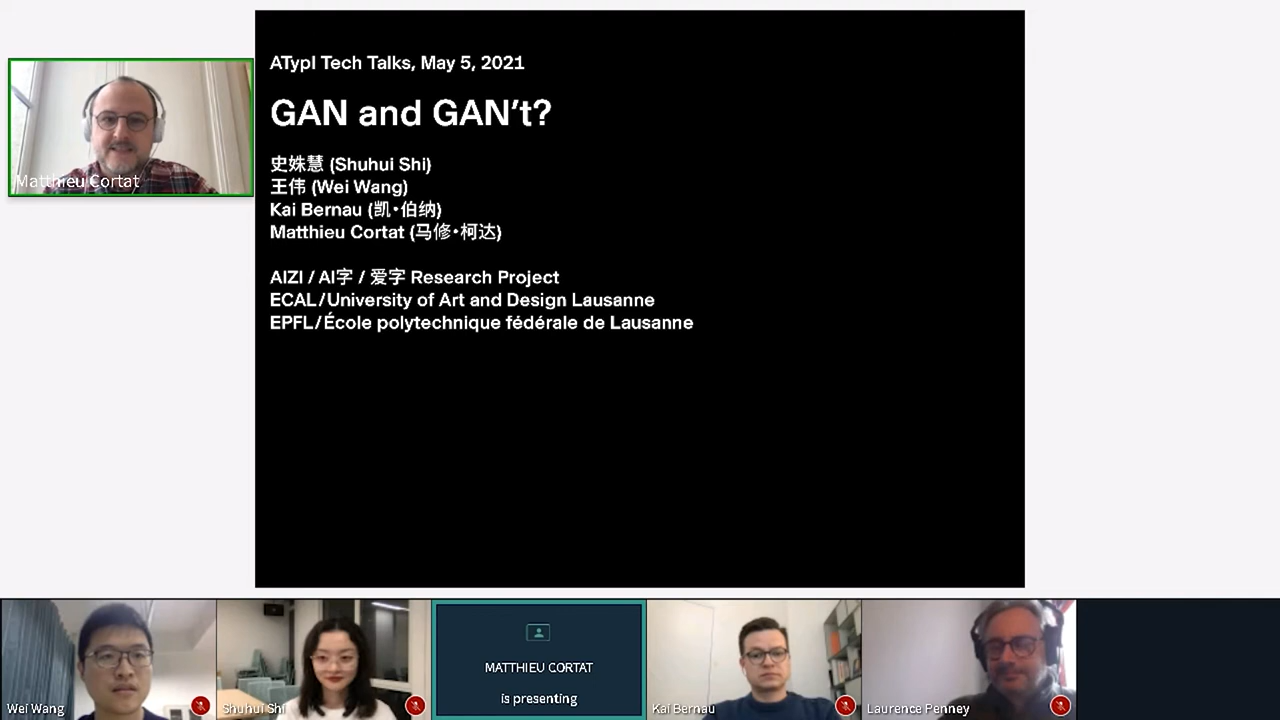 ATypI Tech Talks, May 5, 2021
GAN and GAN’t?
史姝慧 (Shuhui Shi)
王伟 (Wei Wang)
Kai Bernau (凯·伯纳)
Matthieu Cortat (马修·柯达)
AIZI / AI字 / 爱字 Research Project
ECAL/University of Art and Design Lausanne
EPFL/École polytechnique fédérale de Lausanne
Matthieu Cortat
MATTHIEU CORTAT
is presenting
Wei Wang
Shuhui Shi
Kai Bernau
Laurence Penney